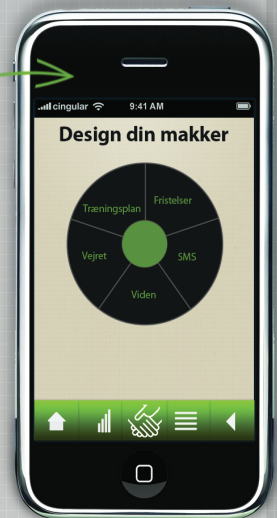 cingular 9:41 AM
Design din makker
Træningsplan
Fristelser
Vejret
SMS
Viden